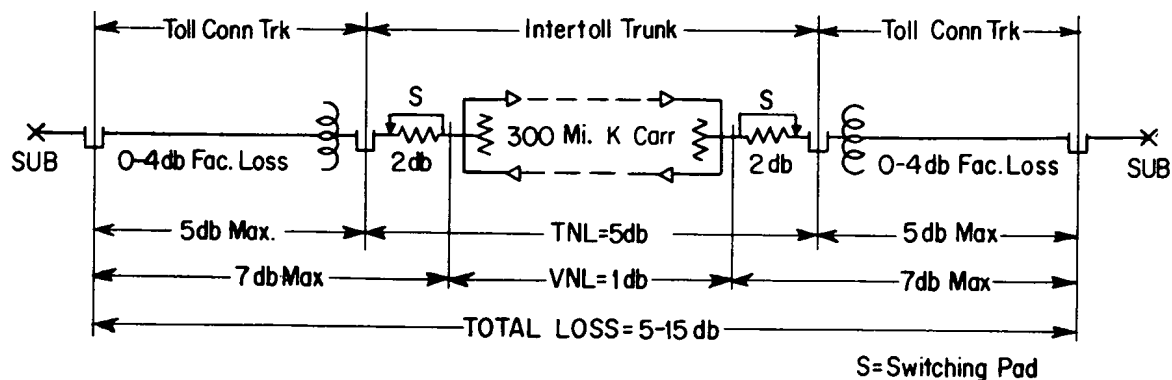 Toll Conn Trk
Intertoll Trunk
Toll Conn Trk
S
S
300 Mi. K Carr
SUB
0-4db Fac. Loss
2db
2db
0-4db Fac. Loss
SUB
5db Max.
TNL=5db
5db Max
7db Max
VNL=1db
7db Max
TOTAL LOSS=5-15 db
S=Switching Pad